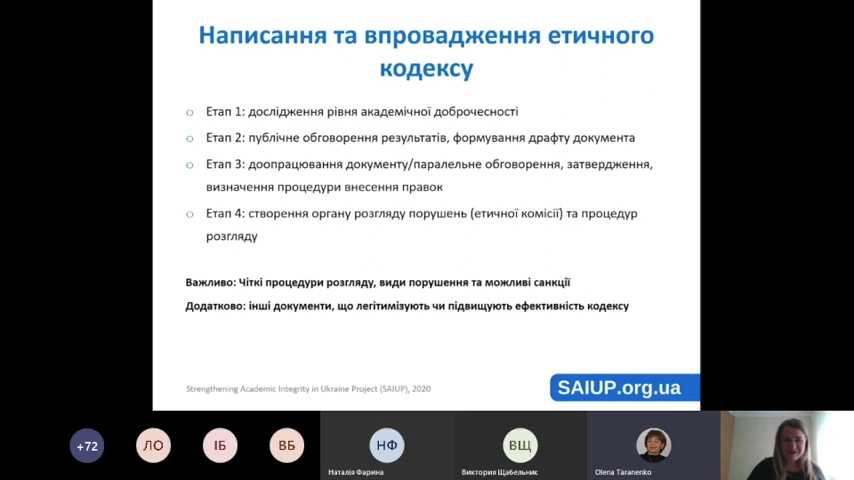 Написання та впровадження етичного
кодексу
o Етап 1: дослідження рівня академічної доброчесності
o Етап 2: публічне обговорення результатів, формування драфту документа
o Етап 3: доопрацювання документу/паралельне обговорення, затвердження,
визначення процедури внесення правок
o Етап 4: створення органу розгляду порушень (етичної комісії) та процедур
розгляду
Важливо: Чіткі процедури розгляду, види порушення та можливі санкції
Додатково: інші документи, що легітимізують чи підвищують ефективність кодексу
Strengthening Academic Integrity in Ukraine Project (SAIUP), 2020
SAIUP.org.ua
+72
ЛО
ІБ
ВБ
НФ
ВЩ
Наталія Фарина
Виктория Щабельник
Olena Taranenko